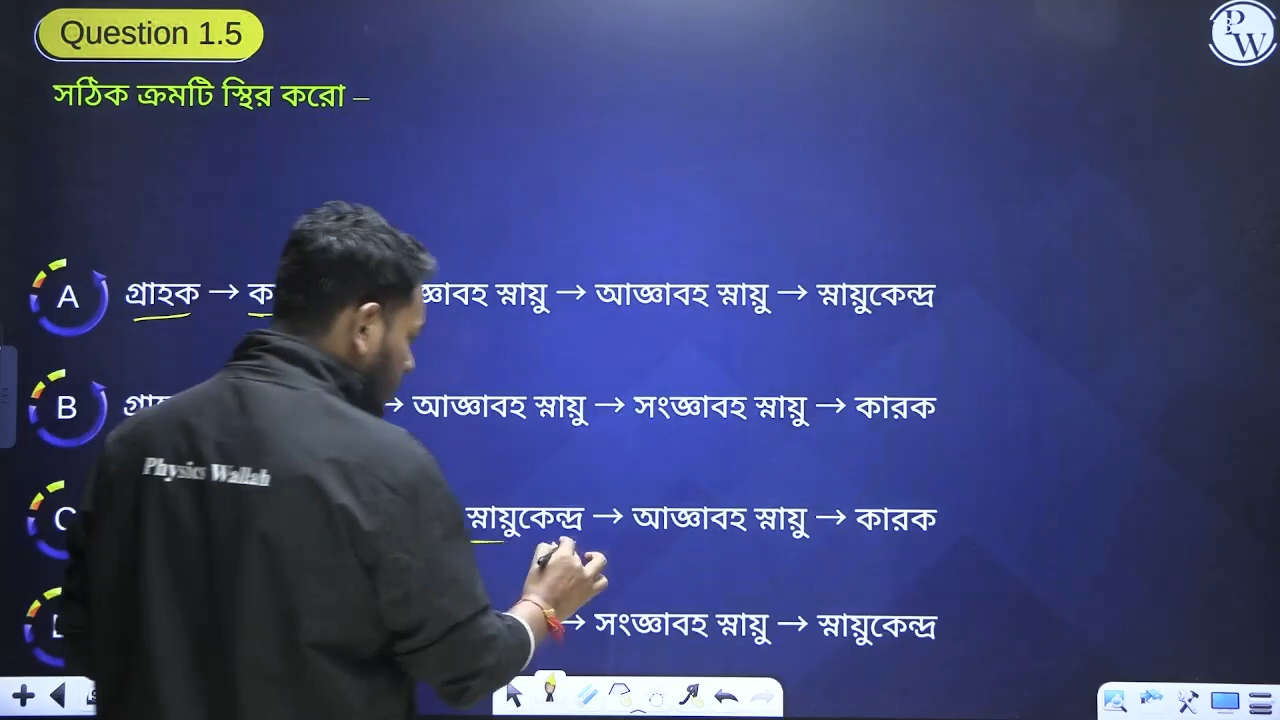 Question 1.5
সঠিক ক্রমটি স্থির করো –
A গ্রাহক → আজ্ঞাবহ স্নায়ু → স্নায়ুকেন্দ্র
B → আজ্ঞাবহ স্নায়ু → সংজ্ঞাবহ স্নায়ু → কারক
স্নায়ুকেন্দ্র → আজ্ঞাবহ স্নায়ু → কারক
→ সংজ্ঞাবহ স্নায়ু → স্নায়ুকেন্দ্র
Physics Wallah
PW